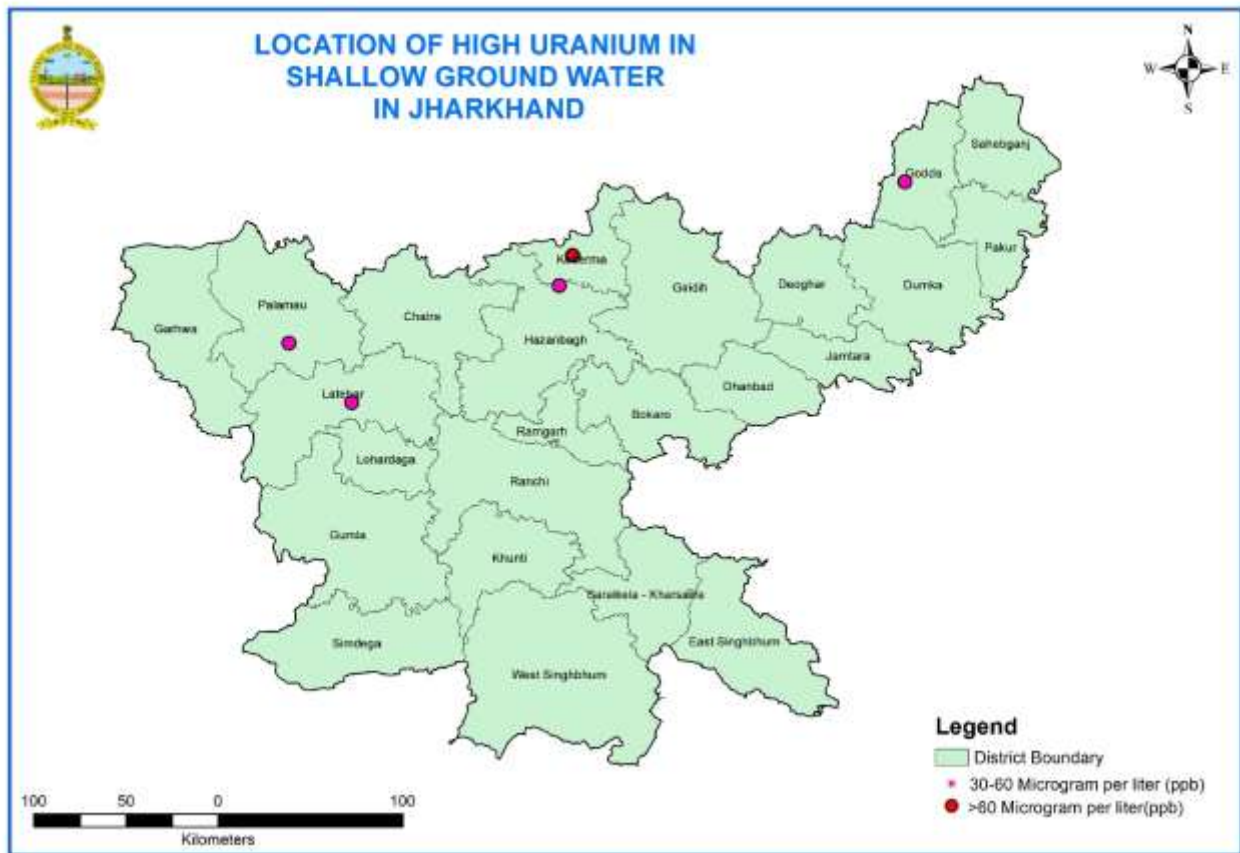 LOCATION OF HIGH URANIUM IN
SHALLOW GROUND WATER
IN JHARKHAND
N
W
E
S
Sahebganj
Godda
Pakur
Koderma
Giridih
Deoghar
Dumka
Palamau
Chatra
Garhwa
Hazaribagh
Jamtara
Dhanbad
Latehar
Bokaro
Ramgarh
Lohardaga
Ranchi
Gumla
Khunti
Saraikela - Kharsawan
East Singhbhum
Simdega
West Singhbhum
Legend
District Boundary
30-60 Microgram per liter (ppb)
>60 Microgram per liter(ppb)
100 50 0 100
Kilometers